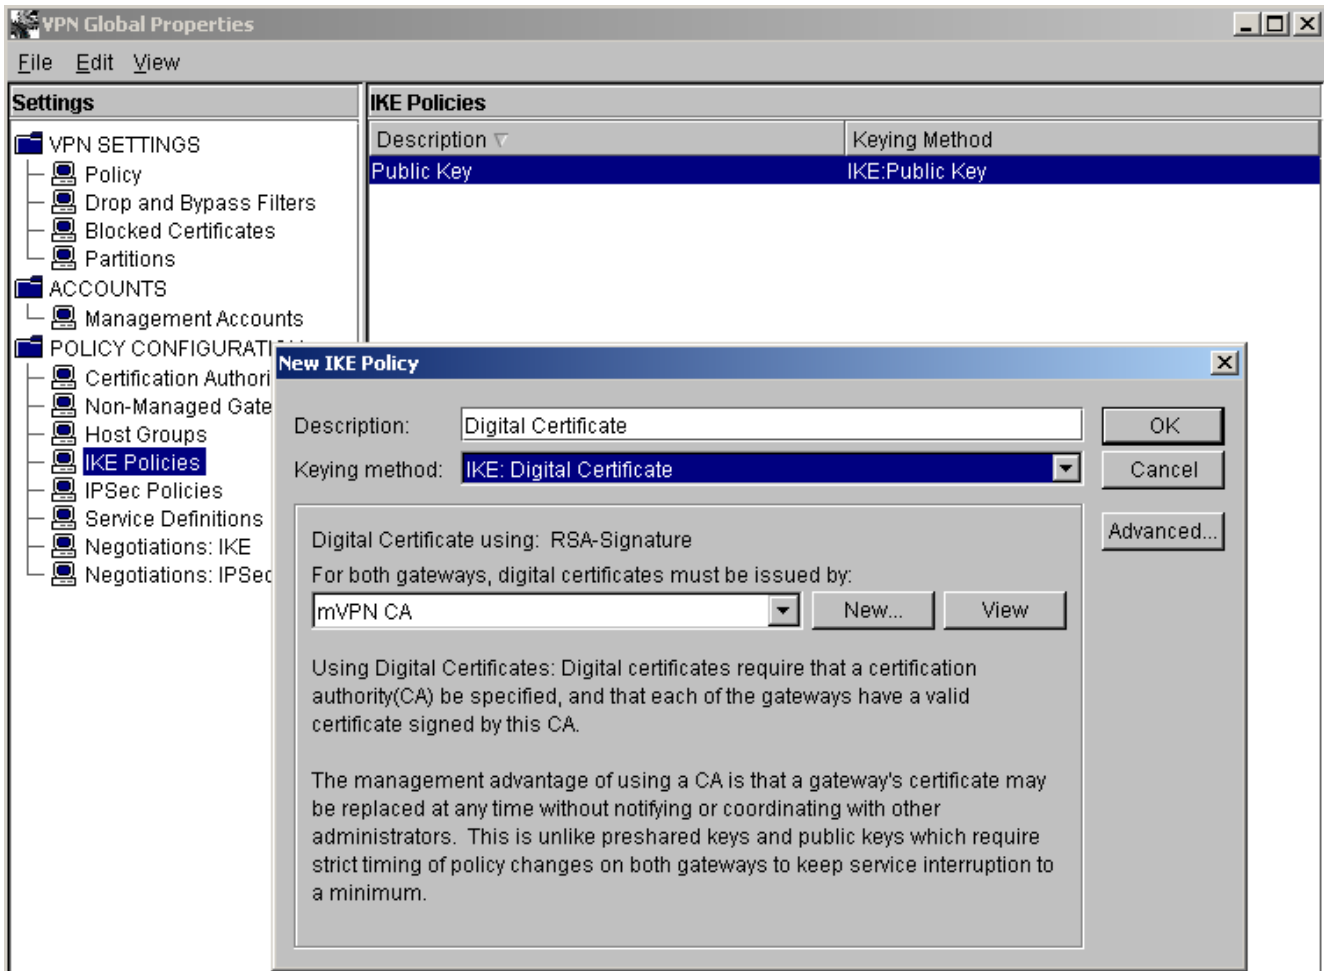 VPN Global Properties
File Edit View
Settings
VPN SETTINGS
Policy
Drop and Bypass Filters
Blocked Certificates
Partitions
ACCOUNTS
Management Accounts
POLICY CONFIGURATI
Certification Authori
Non-Managed Gate
Host Groups
IKE Policies
IPSec Policies
Service Definitions
Negotiations: IKE
Negotiations: IPSec
IKE Policies
Description Keying Method
Public Key IKE:Public Key
New IKE Policy
Description: Digital Certificate
Keying method: IKE: Digital Certificate
OK
Cancel
Advanced...
Digital Certificate using: RSA-Signature
For both gateways, digital certificates must be issued by:
mVPN CA New... View
Using Digital Certificates: Digital certificates require that a certification
authority(CA) be specified, and that each of the gateways have a valid
certificate signed by this CA.
The management advantage of using a CA is that a gateway's certificate may
be replaced at any time without notifying or coordinating with other
administrators. This is unlike preshared keys and public keys which require
strict timing of policy changes on both gateways to keep service interruption to
a minimum.